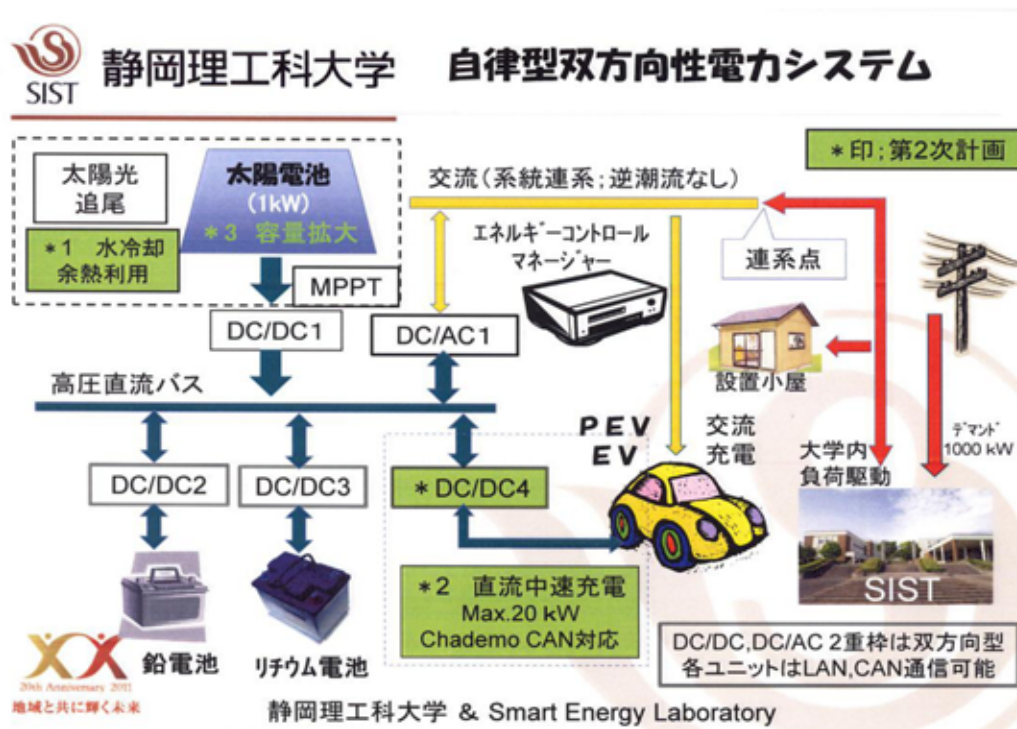 SIST
静岡理工科大学
自律型双方向性電力システム
*印;第2次計画
太陽光
追尾
*1 水冷却
余熱利用
太陽電池
(1kW)
*3 容量拡大
MPPT
交流(系統連系;逆潮流なし)
エネルギーコントロール
マネージャー
連系点
DC/DC1
DC/AC1
高圧直流バス
設置小屋
PEV
EV
交流
充電
大学内
負荷駆動
デマンド
1000 kW
DC/DC2
DC/DC3
*DC/DC4
*2 直流中速充電
Max.20 kW
Chademo CAN対応
SIST
鉛電池
リチウム電池
20th Anniversary 2011
地域と共に輝く未来
DC/DC,DC/AC 2重枠は双方向型
各ユニットはLAN,CAN通信可能
静岡理工科大学 & Smart Energy Laboratory